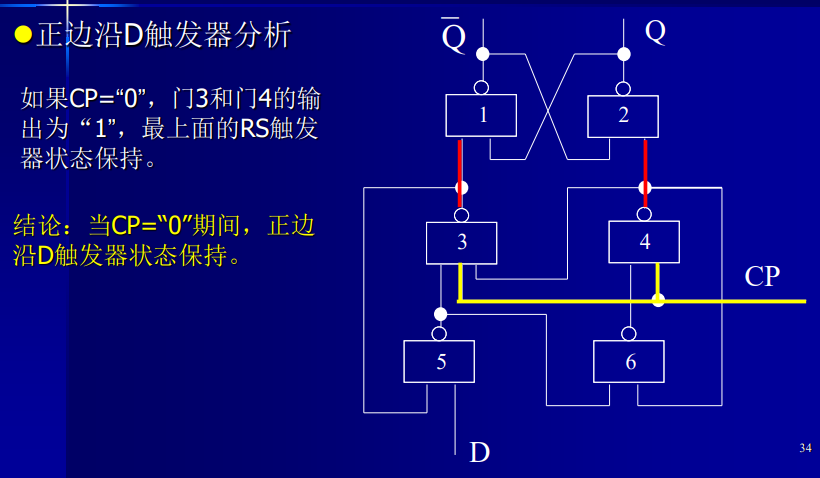 正边沿D触发器分析
如果CP=“0”，门3和门4的输
出为“1”，最上面的RS触发
器状态保持。
结论：当CP=“0”期间，正边
沿D触发器状态保持。
Q̅
Q
1
2
3
4
CP
5
6
D
34